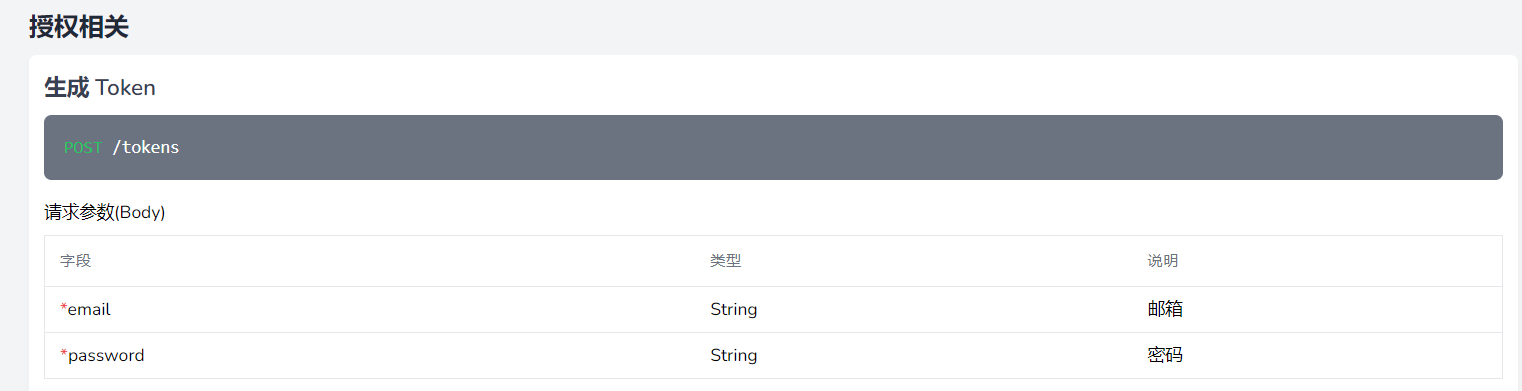 授权相关
生成 Token
POST /tokens
请求参数(Body)
字段 类型 说明
*email String 邮箱
*password String 密码